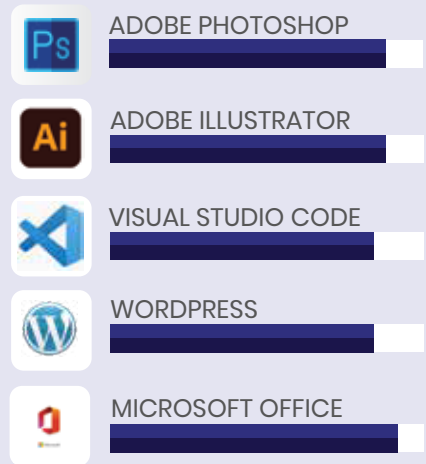 Ps
ADOBE PHOTOSHOP
Ai
ADOBE ILLUSTRATOR
VISUAL STUDIO CODE
W
WORDPRESS
MICROSOFT OFFICE